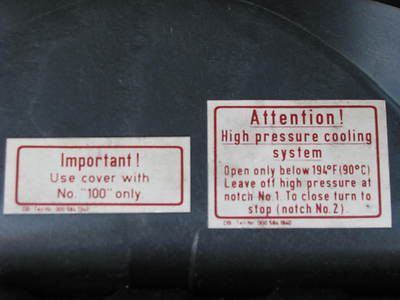 Important!
Use cover with
No. "100" only
Attention!
High pressure cooling
system
Open only below 194°F(90°C)
Leave off high pressure at
notch No.1 To close turn to
stop (notch No.2).